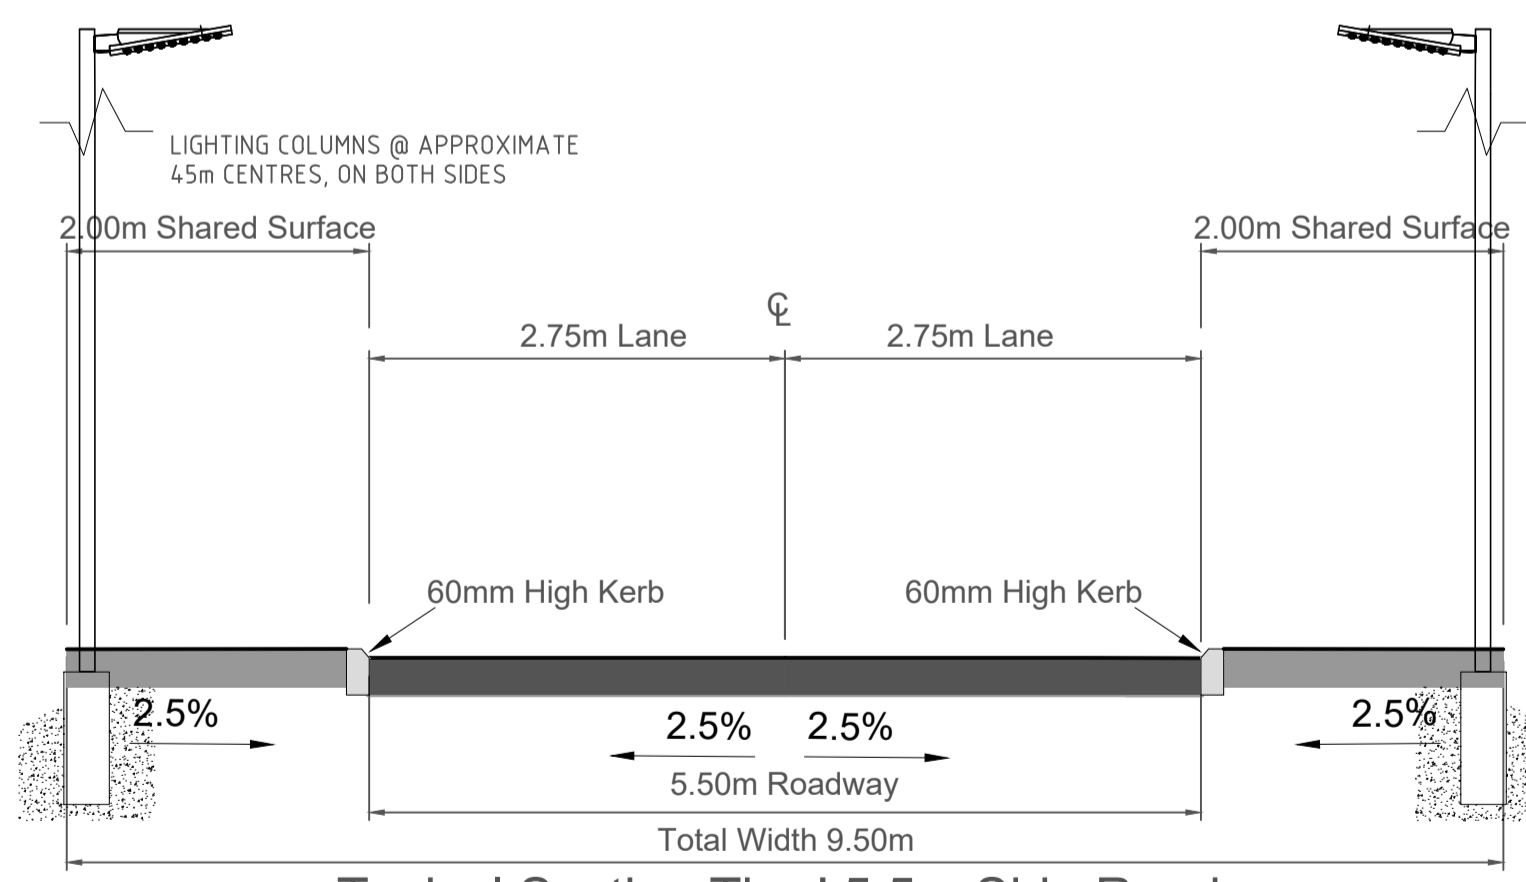 LIGHTING COLUMNS @ APPROXIMATE
45m CENTRES, ON BOTH SIDES
2.00m Shared Surface
2.00m Shared Surface
℄
2.75m Lane
2.75m Lane
60mm High Kerb
60mm High Kerb
2.5%
2.5%
2.5%
2.5%
5.50m Roadway
Total Width 9.50m